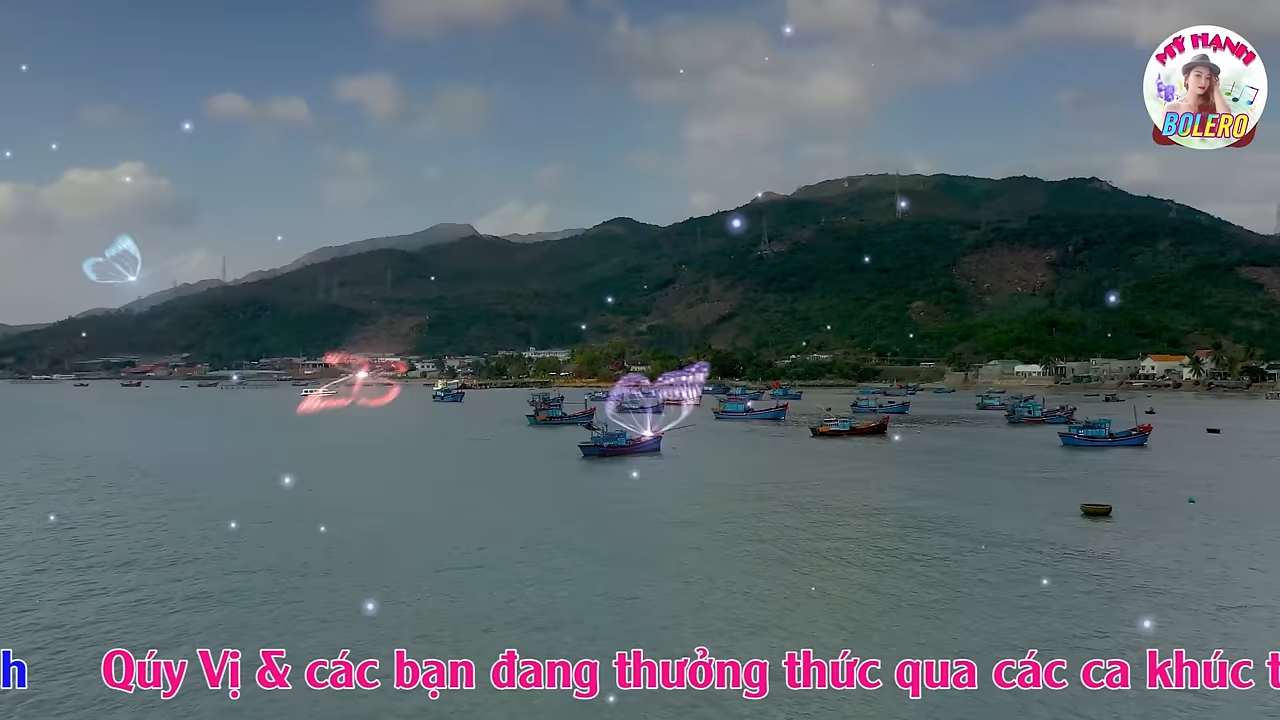 MỸ HẠNH
BOLERO
h Qúy Vị & các bạn đang thưởng thức qua các ca khúc t